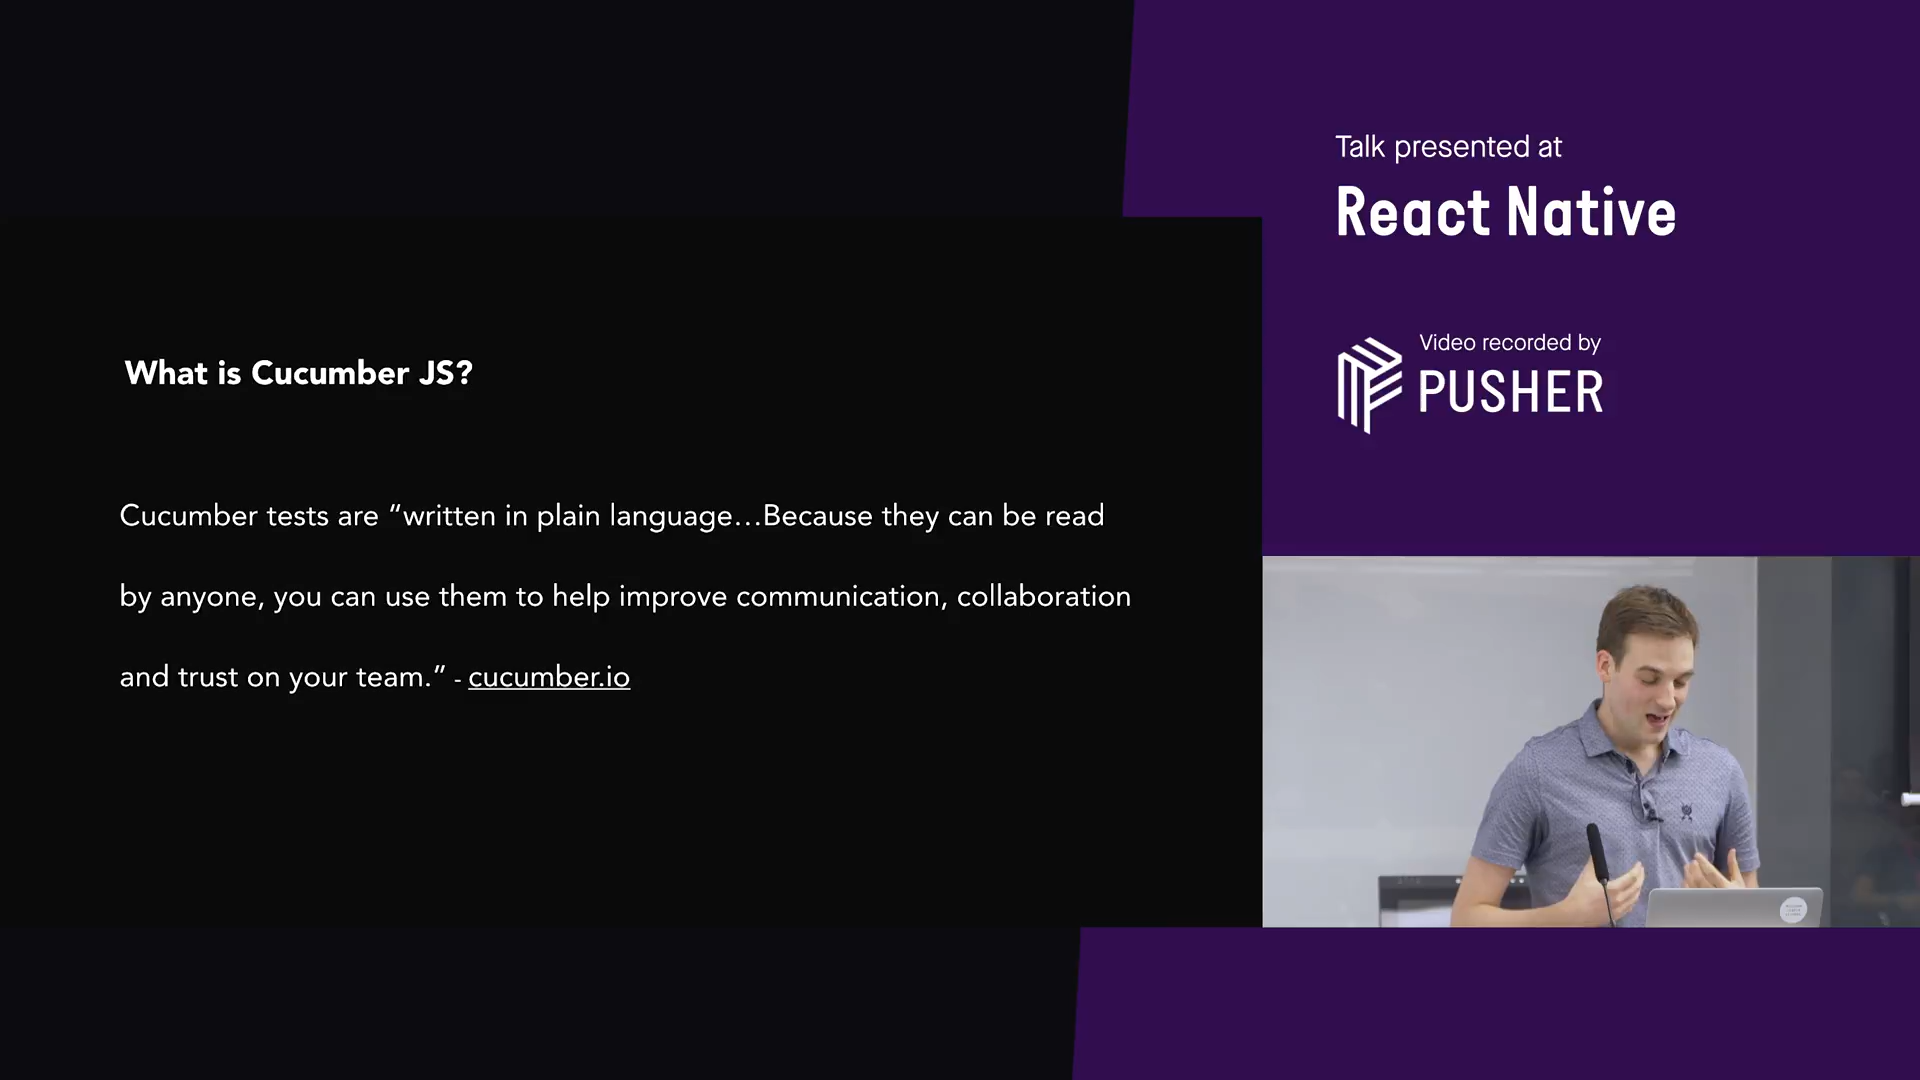 What is Cucumber JS?
Cucumber tests are “written in plain language…Because they can be read
by anyone, you can use them to help improve communication, collaboration
and trust on your team.” - cucumber.io
Talk presented at
React Native
Video recorded by
PUSHER